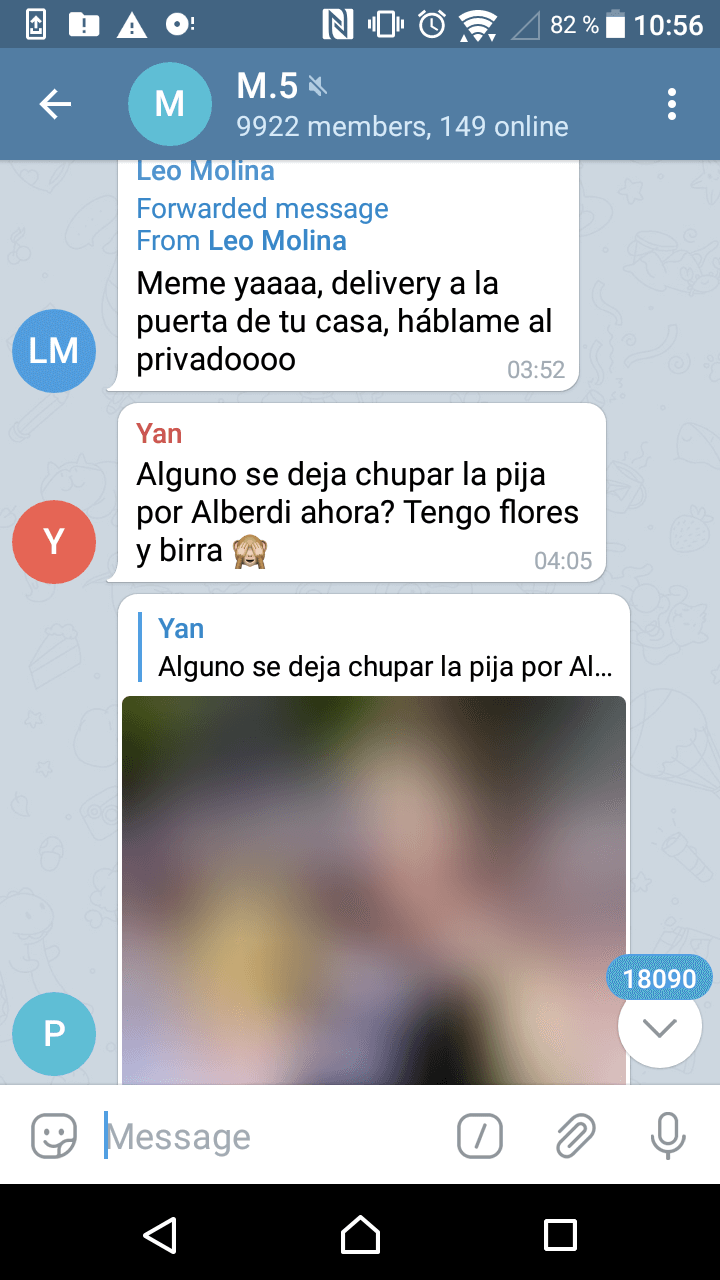 82 % 10:56
M M.5
9922 members, 149 online
Leo Molina
Forwarded message
From Leo Molina
Meme yaaaa, delivery a la
puerta de tu casa, háblame al
privadoooo
03:52
LM
Yan
Alguno se deja chupar la pija
por Alberdi ahora? Tengo flores
y birra 🙈
04:05
Y
Yan
Alguno se deja chupar la pija por Al...
18090
P
Message